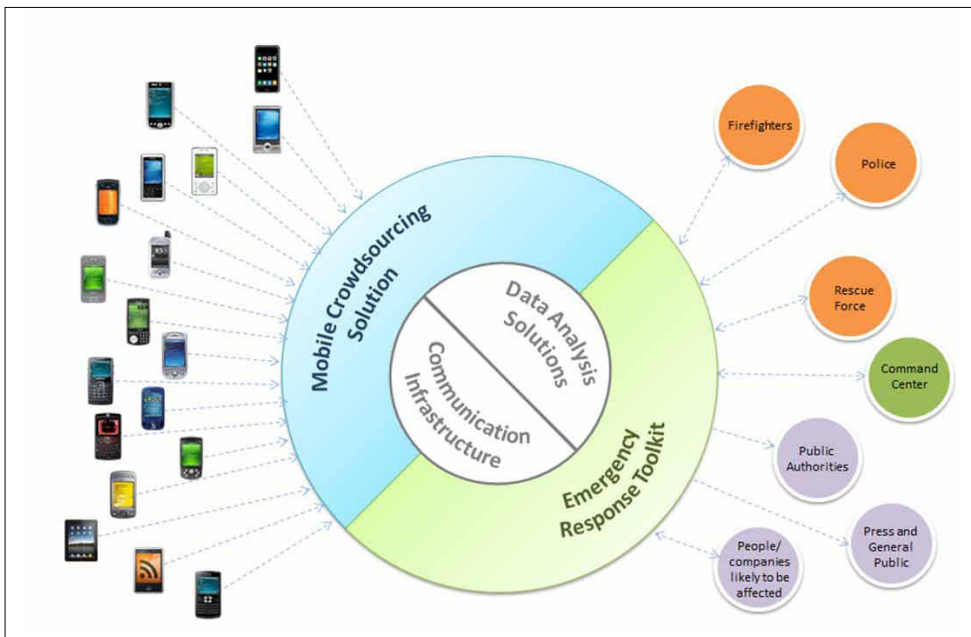 Mobile Crowdsourcing
Solution
Data Analysis
Solutions
Communication
Infrastructure
Emergency
Response Toolkit
Firefighters
Police
Rescue
Force
Command
Center
Public
Authorities
Press and
General
Public
People/
companies
likely to be
affected